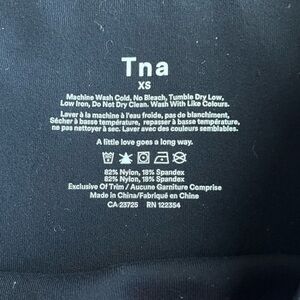 Tna
XS
Machine Wash Cold, No Bleach, Tumble Dry Low,
Low Iron, Do Not Dry Clean. Wash With Like Colours.
Laver à la machine à l'eau froide, pas de blanchiment,
Sécher à basse température, repasser à basse température,
ne pas nettoyer à sec. Laver avec des couleurs semblables.
A little love goes a long way.
82% Nylon, 18% Spandex
82% Nylon, 18% Spandex
Exclusive Of Trim / Aucune Garniture Comprise
Made in China/Fabriqué en Chine
CA 23725 RN 122354